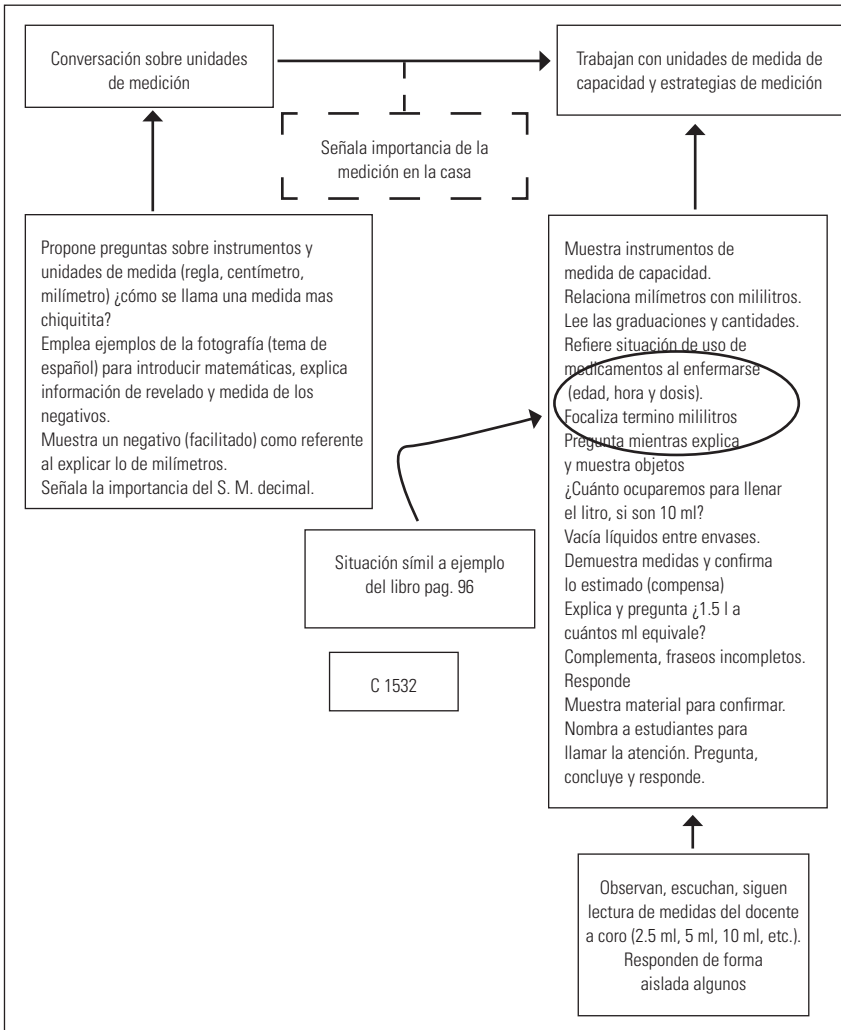 Conversación sobre unidades
de medición
Trabajan con unidades de medida de
capacidad y estrategias de medición
Señala importancia de la
medición en la casa
Propone preguntas sobre instrumentos y
unidades de medida (regla, centímetro,
milímetro) ¿cómo se llama una medida mas
chiquitita?
Emplea ejemplos de la fotografía (tema de
español) para introducir matemáticas, explica
información de revelado y medida de los
negativos.
Muestra un negativo (facilitado) como referente
al explicar lo de milímetros.
Señala la importancia del S. M. decimal.
Muestra instrumentos de
medida de capacidad.
Relaciona milímetros con mililitros.
Lee las graduaciones y cantidades.
Refiere situación de uso de
medicamentos al enfermarse
(edad, hora y dosis).
Focaliza termino mililitros
Pregunta mientras explica
y muestra objetos
¿Cuánto ocuparemos para llenar
el litro, si son 10 ml?
Vacía líquidos entre envases.
Demuestra medidas y confirma
lo estimado (compensa)
Explica y pregunta ¿1.5 l a
cuántos ml equivale?
Complementa, fraseos incompletos.
Responde
Muestra material para confirmar.
Nombra a estudiantes para
llamar la atención. Pregunta,
concluye y responde.
Situación símil a ejemplo
del libro pag. 96
C 1532
Observan, escuchan, siguen
lectura de medidas del docente
a coro (2.5 ml, 5 ml, 10 ml, etc.).
Responden de forma
aislada algunos